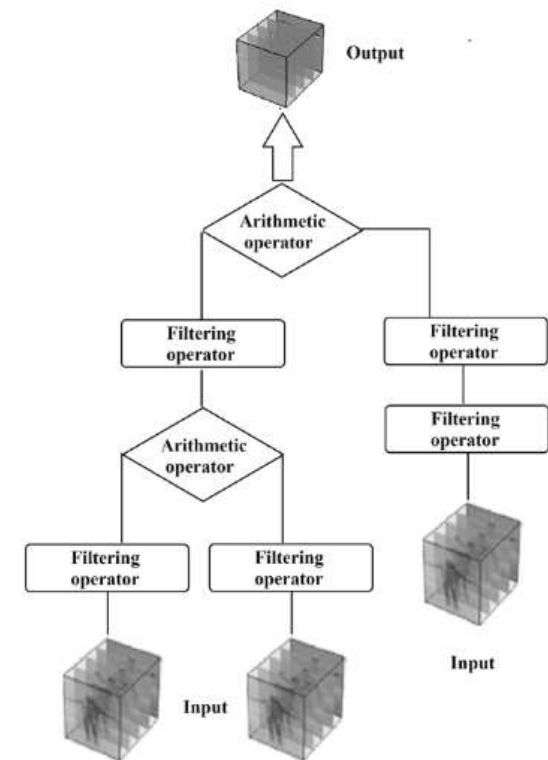 Output
Arithmetic
operator
Filtering
operator
Filtering
operator
Filtering
operator
Arithmetic
operator
Filtering
operator
Filtering
operator
Input
Input